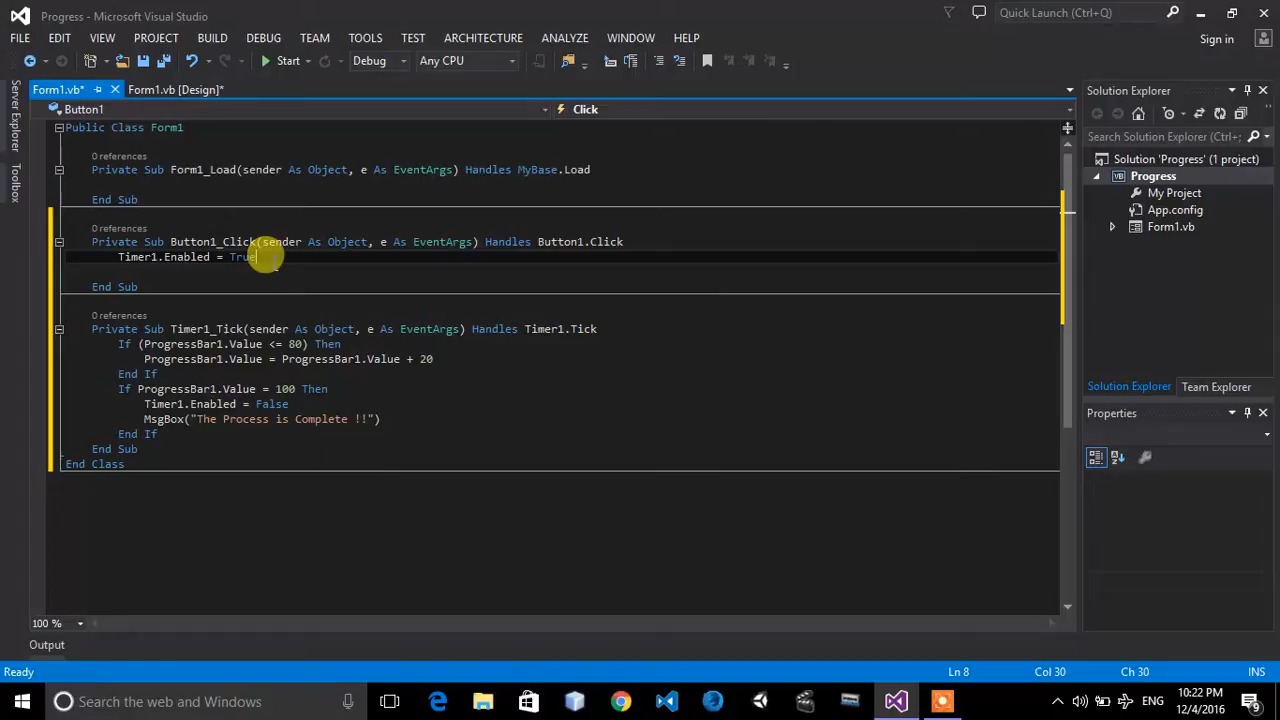 Progress - Microsoft Visual Studio
Quick Launch (Ctrl+Q)
FILE EDIT VIEW PROJECT BUILD DEBUG TEAM TOOLS TEST ARCHITECTURE ANALYZE WINDOW HELP
Sign in
Start Debug Any CPU
Form1.vb* Form1.vb [Design]*
Button1 Click
Server Explorer
Toolbox
Public Class Form1
0 references
Private Sub Form1_Load(sender As Object, e As EventArgs) Handles MyBase.Load
End Sub
0 references
Private Sub Button1_Click(sender As Object, e As EventArgs) Handles Button1.Click
Timer1.Enabled = True
End Sub
0 references
Private Sub Timer1_Tick(sender As Object, e As EventArgs) Handles Timer1.Tick
If (ProgressBar1.Value <= 80) Then
ProgressBar1.Value = ProgressBar1.Value + 20
End If
If ProgressBar1.Value = 100 Then
Timer1.Enabled = False
MsgBox("The Process is Complete !!")
End If
End Sub
End Class
100 %
Output
Solution Explorer
Search Solution Explorer (Ctrl+;
Solution 'Progress' (1 project)
Progress
My Project
App.config
Form1.vb
Solution Explorer Team Explorer
Properties
Ready Ln 8 Col 30 Ch 30 INS
Search the web and Windows
ENG
10:22 PM
12/4/2016
9